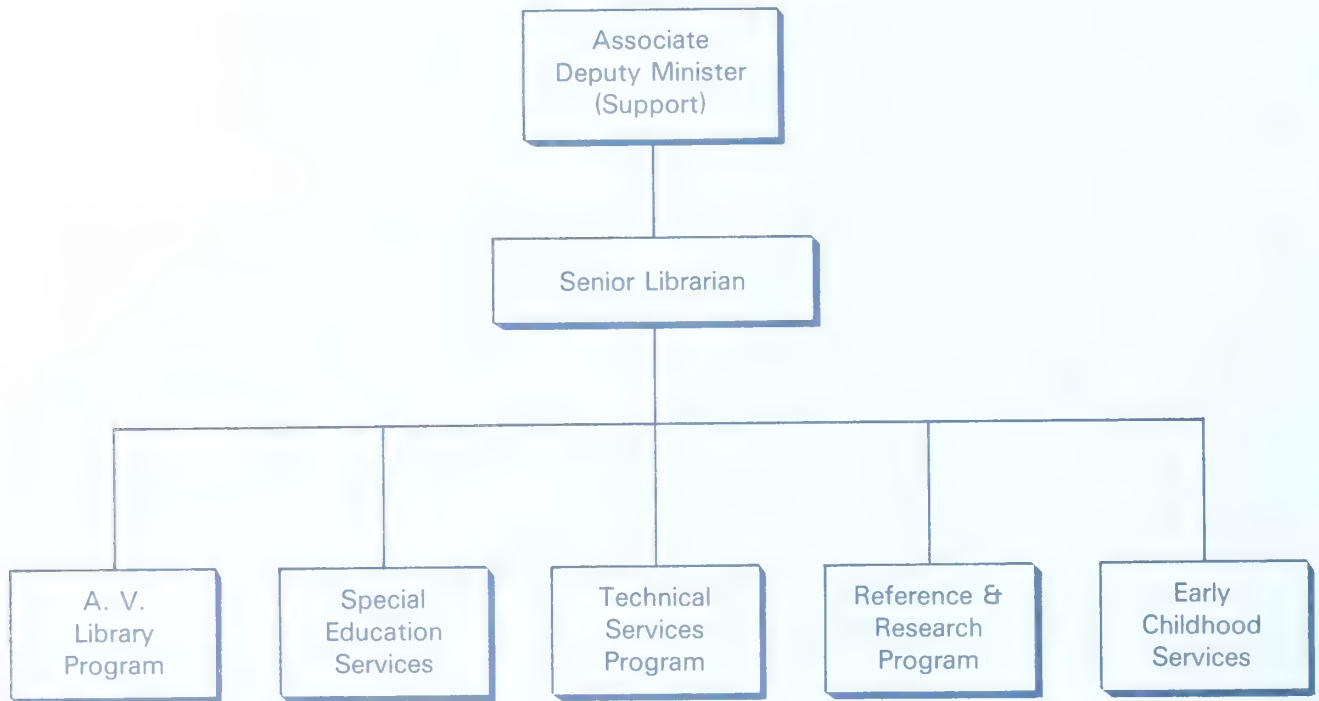 Associate
Deputy Minister
(Support)
Senior Librarian
A. V.
Library
Program
Special
Education
Services
Technical
Services
Program
Reference &
Research
Program
Early
Childhood
Services